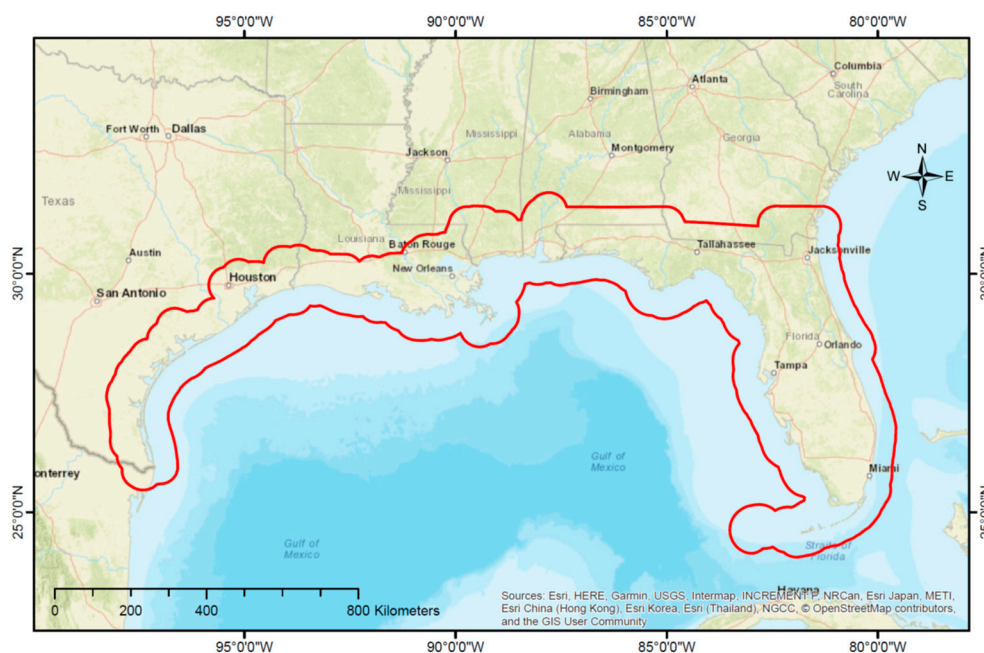 95°0'0"W 90°0'0"W 85°0'0"W 80°0'0"W
Columbia
South
Carolina
Atlanta
Birmingham
Fort Worth
Dallas
Mississippi
Alabama
Georgia
Jackson
Montgomery
N
W E
S
Mississippi
Texas
Louisiana
Baton Rouge
Tallahassee
Jacksonville
Austin
New Orleans
30°0'0"N
Houston
San Antonio
Florida
Orlando
Tampa
Gulf of
Mexico
Miami
onterrey
25°0'0"N
25°0'0"N
Gulf of
Mexico
Straits of
Florida
Havana
0 200 400 800 Kilometers
Sources: Esri, HERE, Garmin, USGS, Intermap, INCREMENT P, NRCan, Esri Japan, METI,
Esri China (Hong Kong), Esri Korea, Esri (Thailand), NGCC, © OpenStreetMap contributors,
and the GIS User Community
95°0'0"W 90°0'0"W 85°0'0"W 80°0'0"W